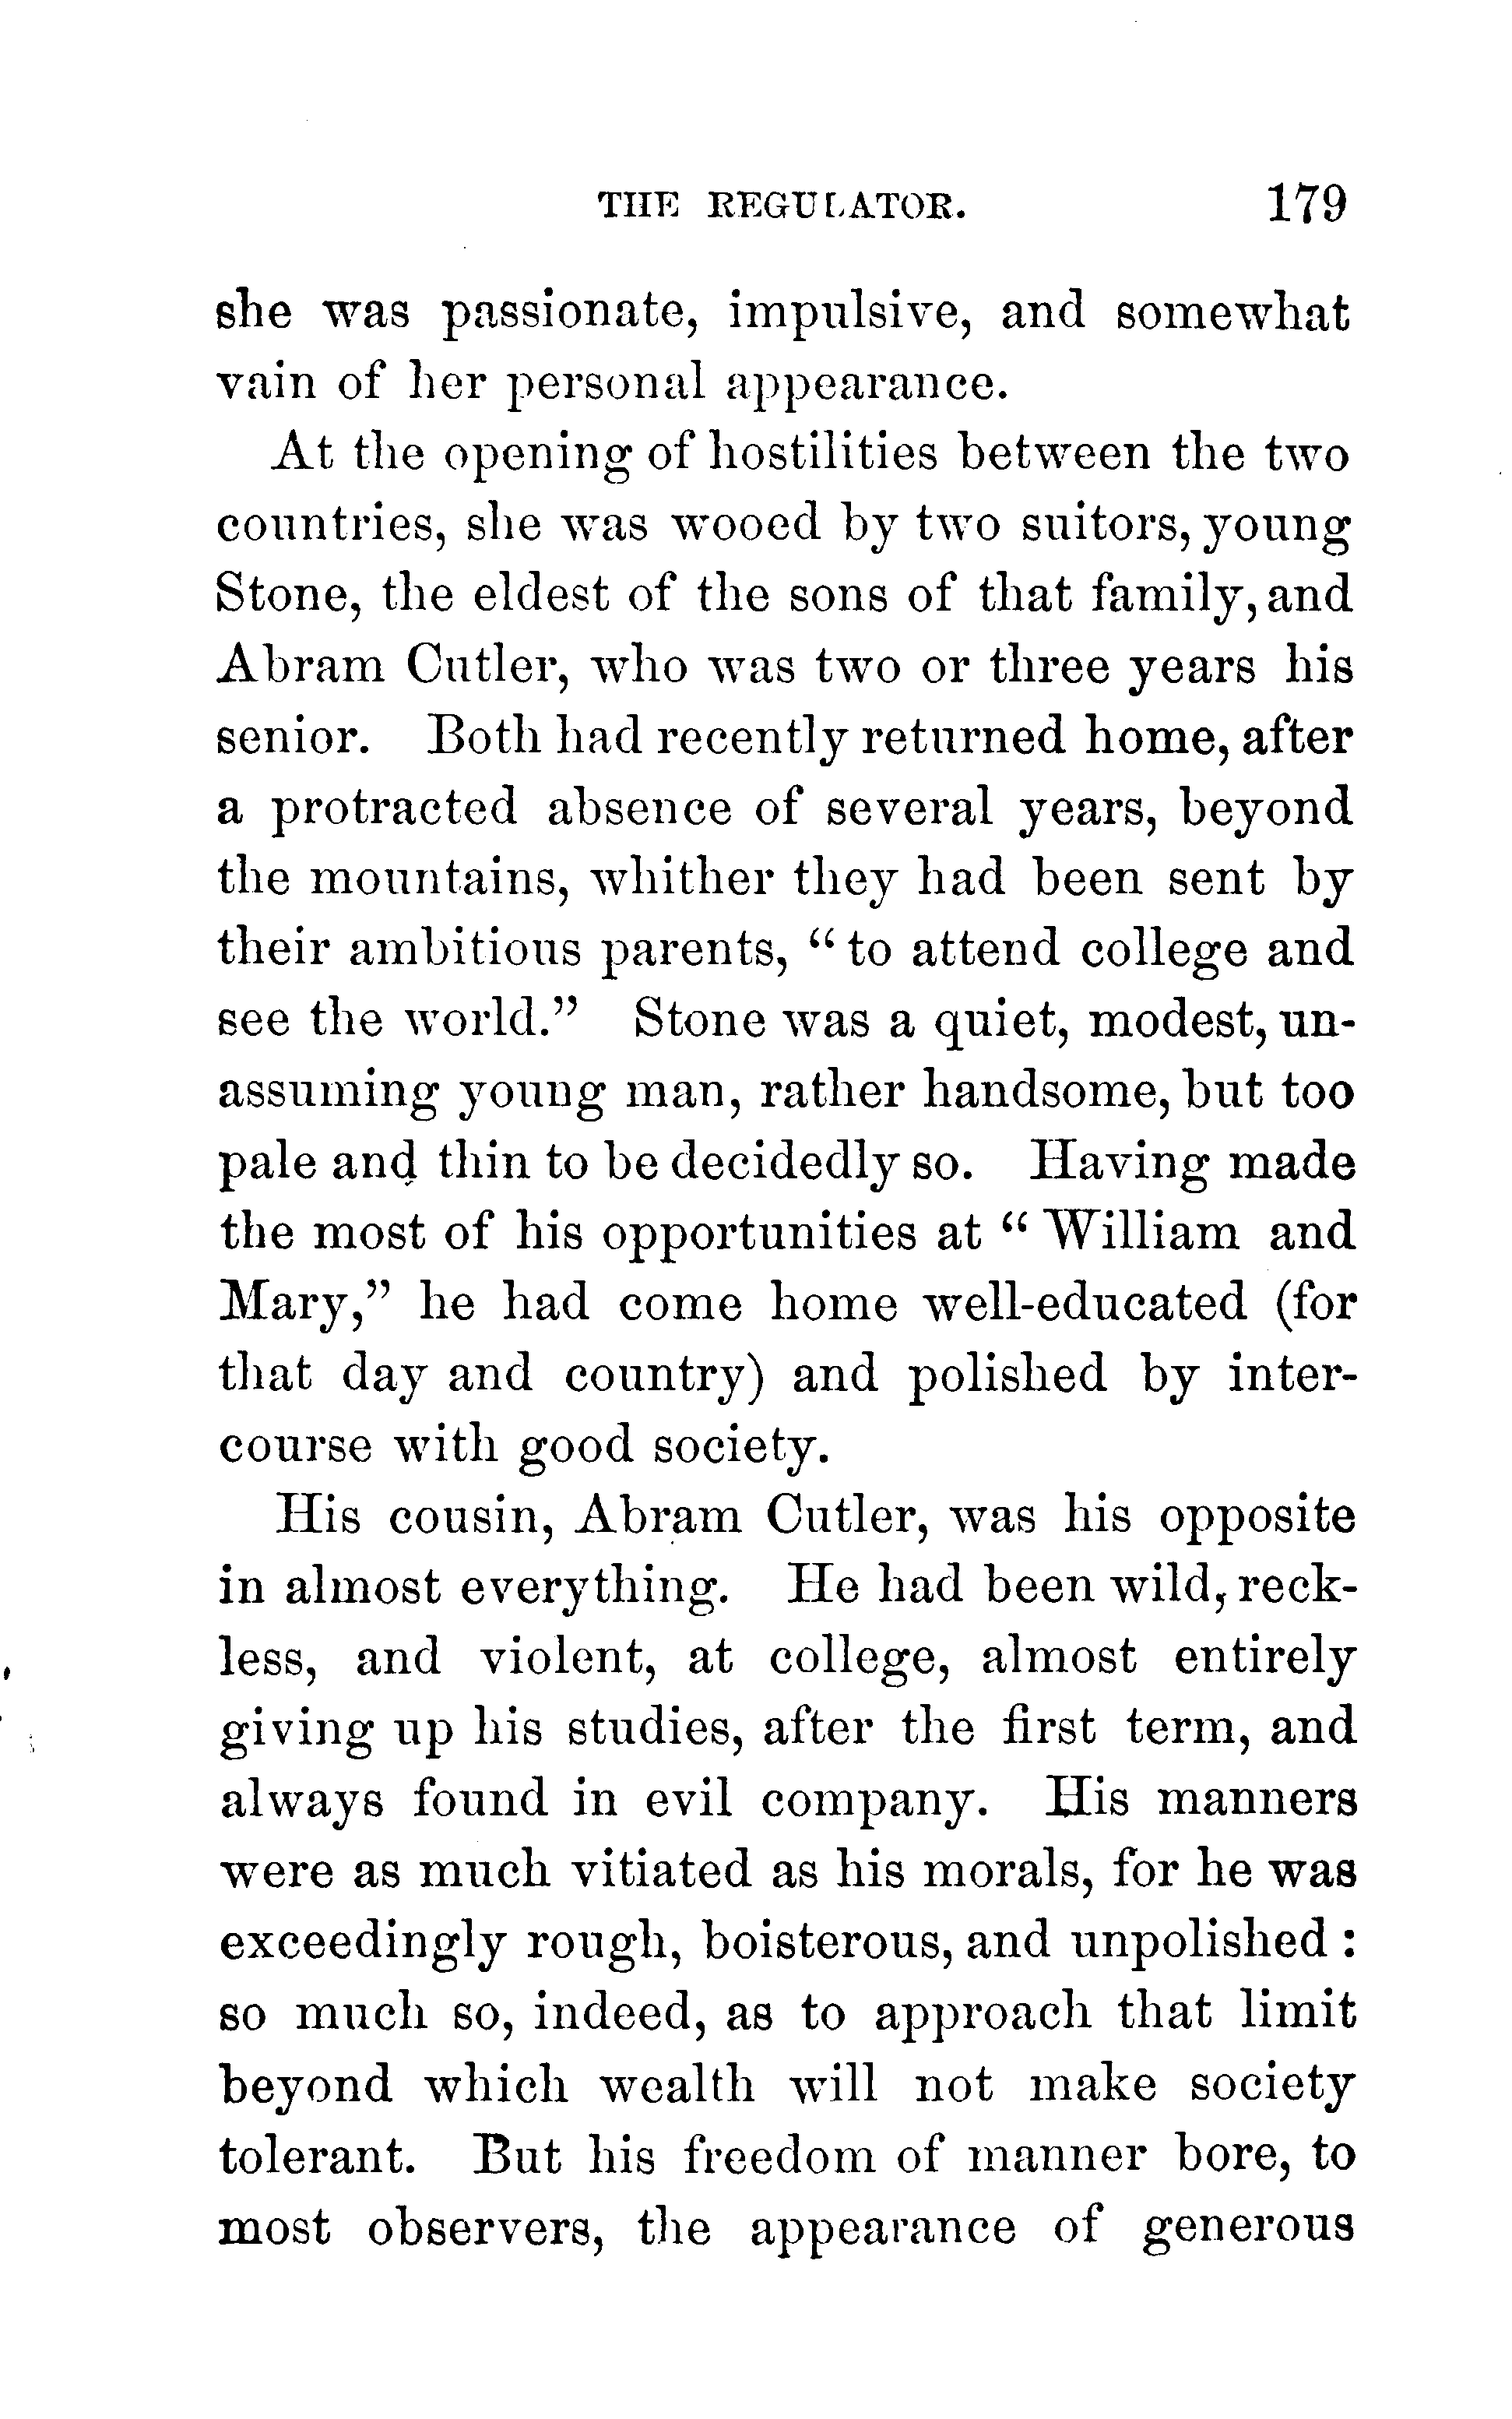 THE REGULATOR. 179
she was passionate, impulsive, and somewhat
vain of her personal appearance.
At the opening of hostilities between the two
countries, she was wooed by two suitors, young
Stone, the eldest of the sons of that family, and
Abram Cutler, who was two or three years his
senior. Both had recently returned home, after
a protracted absence of several years, beyond
the mountains, whither they had been sent by
their ambitious parents, “ to attend college and
see the world.” Stone was a quiet, modest, un-
assuming young man, rather handsome, but too
pale and thin to be decidedly so. Having made
the most of his opportunities at “ William and
Mary,” he had come home well-educated (for
that day and country) and polished by inter-
course with good society.
His cousin, Abram Cutler, was his opposite
in almost everything. He had been wild, reck-
less, and violent, at college, almost entirely
giving up his studies, after the first term, and
always found in evil company. His manners
were as much vitiated as his morals, for he was
exceedingly rough, boisterous, and unpolished :
so much so, indeed, as to approach that limit
beyond which wealth will not make society
tolerant. But his freedom of manner bore, to
most observers, the appearance of generous